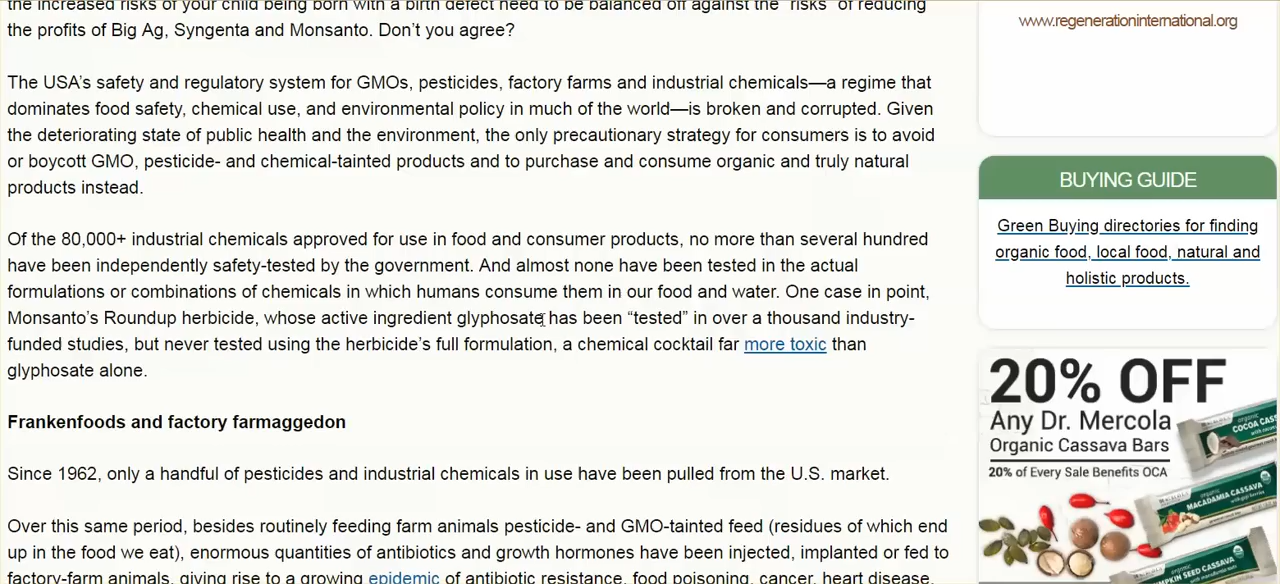 the increased risks of your child being born with a birth defect need to be balanced off against the “risks” of reducing
the profits of Big Ag, Syngenta and Monsanto. Don’t you agree?
The USA’s safety and regulatory system for GMOs, pesticides, factory farms and industrial chemicals—a regime that
dominates food safety, chemical use, and environmental policy in much of the world—is broken and corrupted. Given
the deteriorating state of public health and the environment, the only precautionary strategy for consumers is to avoid
or boycott GMO, pesticide- and chemical-tainted products and to purchase and consume organic and truly natural
products instead.
Of the 80,000+ industrial chemicals approved for use in food and consumer products, no more than several hundred
have been independently safety-tested by the government. And almost none have been tested in the actual
formulations or combinations of chemicals in which humans consume them in our food and water. One case in point,
Monsanto’s Roundup herbicide, whose active ingredient glyphosate has been “tested” in over a thousand industry-
funded studies, but never tested using the herbicide’s full formulation, a chemical cocktail far more toxic than
glyphosate alone.
Frankenfoods and factory farmaggedon
Since 1962, only a handful of pesticides and industrial chemicals in use have been pulled from the U.S. market.
Over this same period, besides routinely feeding farm animals pesticide- and GMO-tainted feed (residues of which end
up in the food we eat), enormous quantities of antibiotics and growth hormones have been injected, implanted or fed to
factory-farm animals, giving rise to a growing epidemic of antibiotic resistance, food poisoning, cancer, heart disease,
www.regenerationinternational.org
BUYING GUIDE
Green Buying directories for finding
organic food, local food, natural and
holistic products.
20% OFF
Any Dr. Mercola
Organic Cassava Bars
20% of Every Sale Benefits OCA
COCOA CAS
MACADAMIA CASSAVA
PUMPKIN SEED CASSAVA